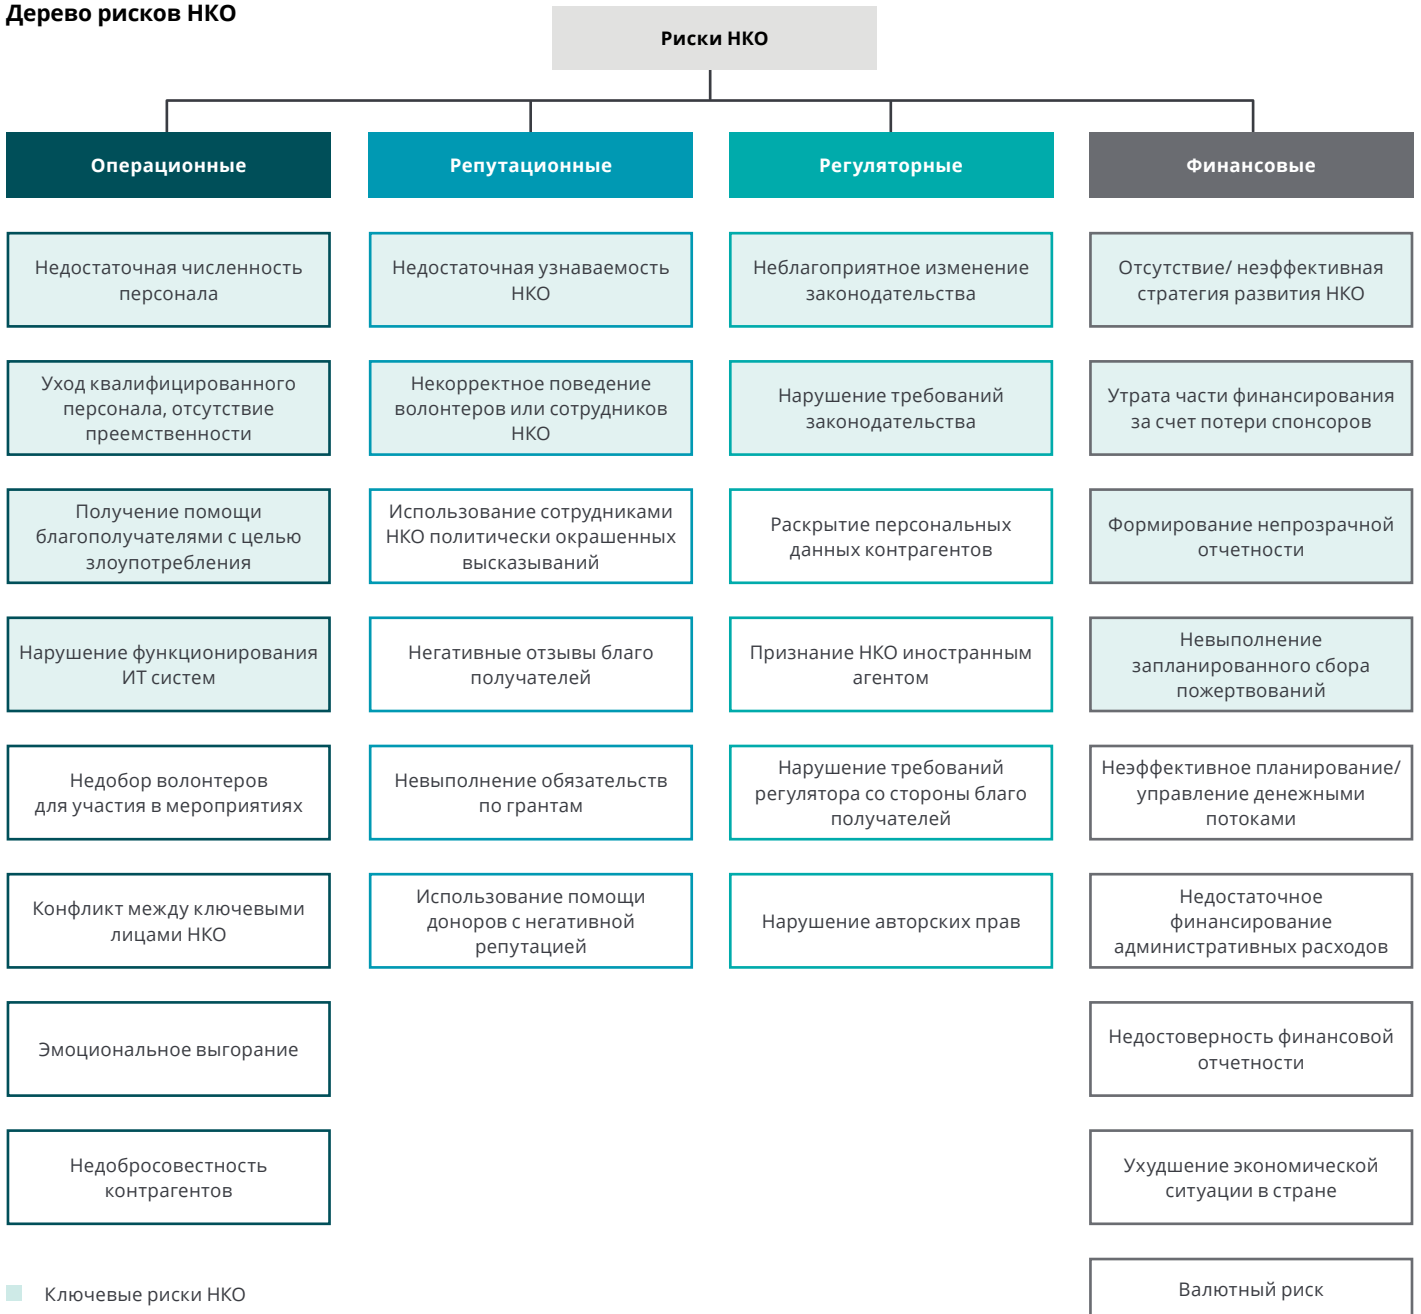 Дерево рисков НКО
Риски НКО
Операционные
Репутационные
Регуляторные
Финансовые
Недостаточная численность
персонала
Уход квалифицированного
персонала, отсутствие
преемственности
Получение помощи
благополучателями с целью
злоупотребления
Нарушение функционирования
ИТ систем
Недобор волонтеров
для участия в мероприятиях
Конфликт между ключевыми
лицами НКО
Эмоциональное выгорание
Недобросовестность
контрагентов
Недостаточная узнаваемость
НКО
Некорректное поведение
волонтеров или сотрудников
НКО
Использование сотрудниками
НКО политически окрашенных
высказываний
Негативные отзывы благо
получателей
Невыполнение обязательств
по грантам
Использование помощи
доноров с негативной
репутацией
Неблагоприятное изменение
законодательства
Нарушение требований
законодательства
Раскрытие персональных
данных контрагентов
Признание НКО иностранным
агентом
Нарушение требований
регулятора со стороны благо
получателей
Нарушение авторских прав
Отсутствие/ неэффективная
стратегия развития НКО
Утрата части финансирования
за счет потери спонсоров
Формирование непрозрачной
отчетности
Невыполнение
запланированного сбора
пожертвований
Неэффективное планирование/
управление денежными
потоками
Недостаточное
финансирование
административных расходов
Недостоверность финансовой
отчетности
Ухудшение экономической
ситуации в стране
Валютный риск
Ключевые риски НКО